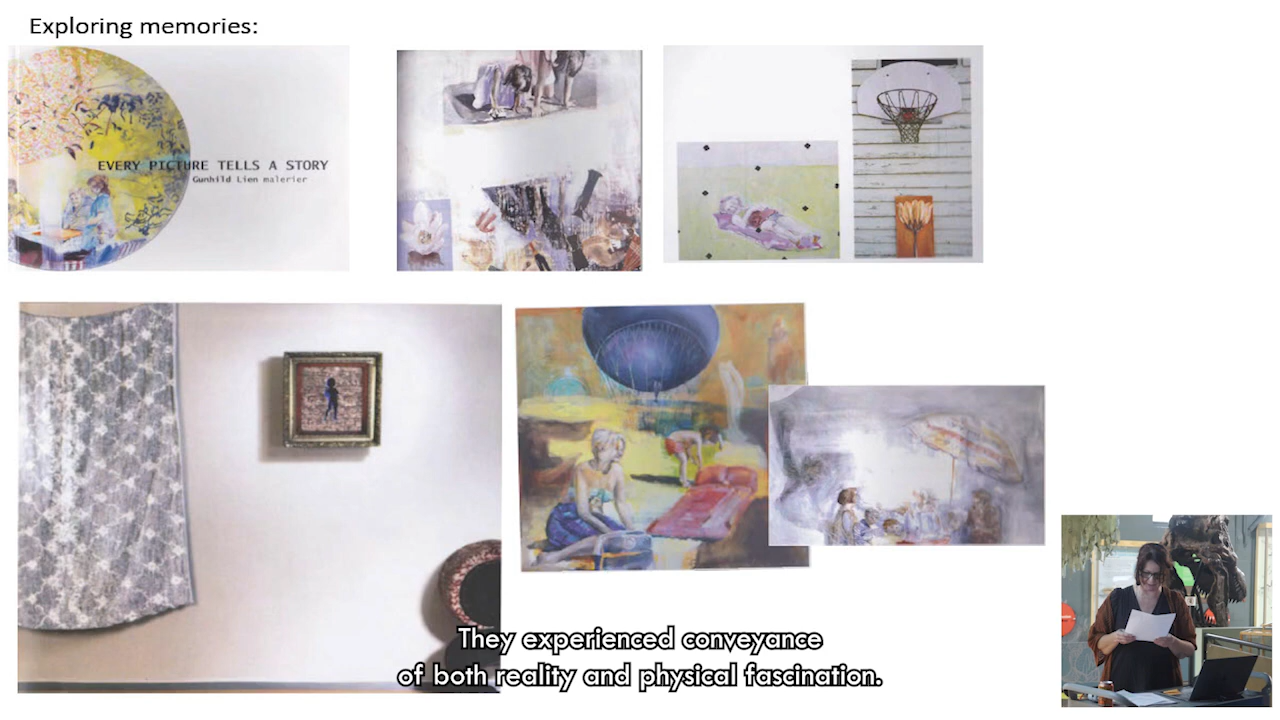 Exploring memories:
EVERY PICTURE TELLS A STORY
Gunhild Lien malerier
They experienced conveyance
of both reality and physical fascination.